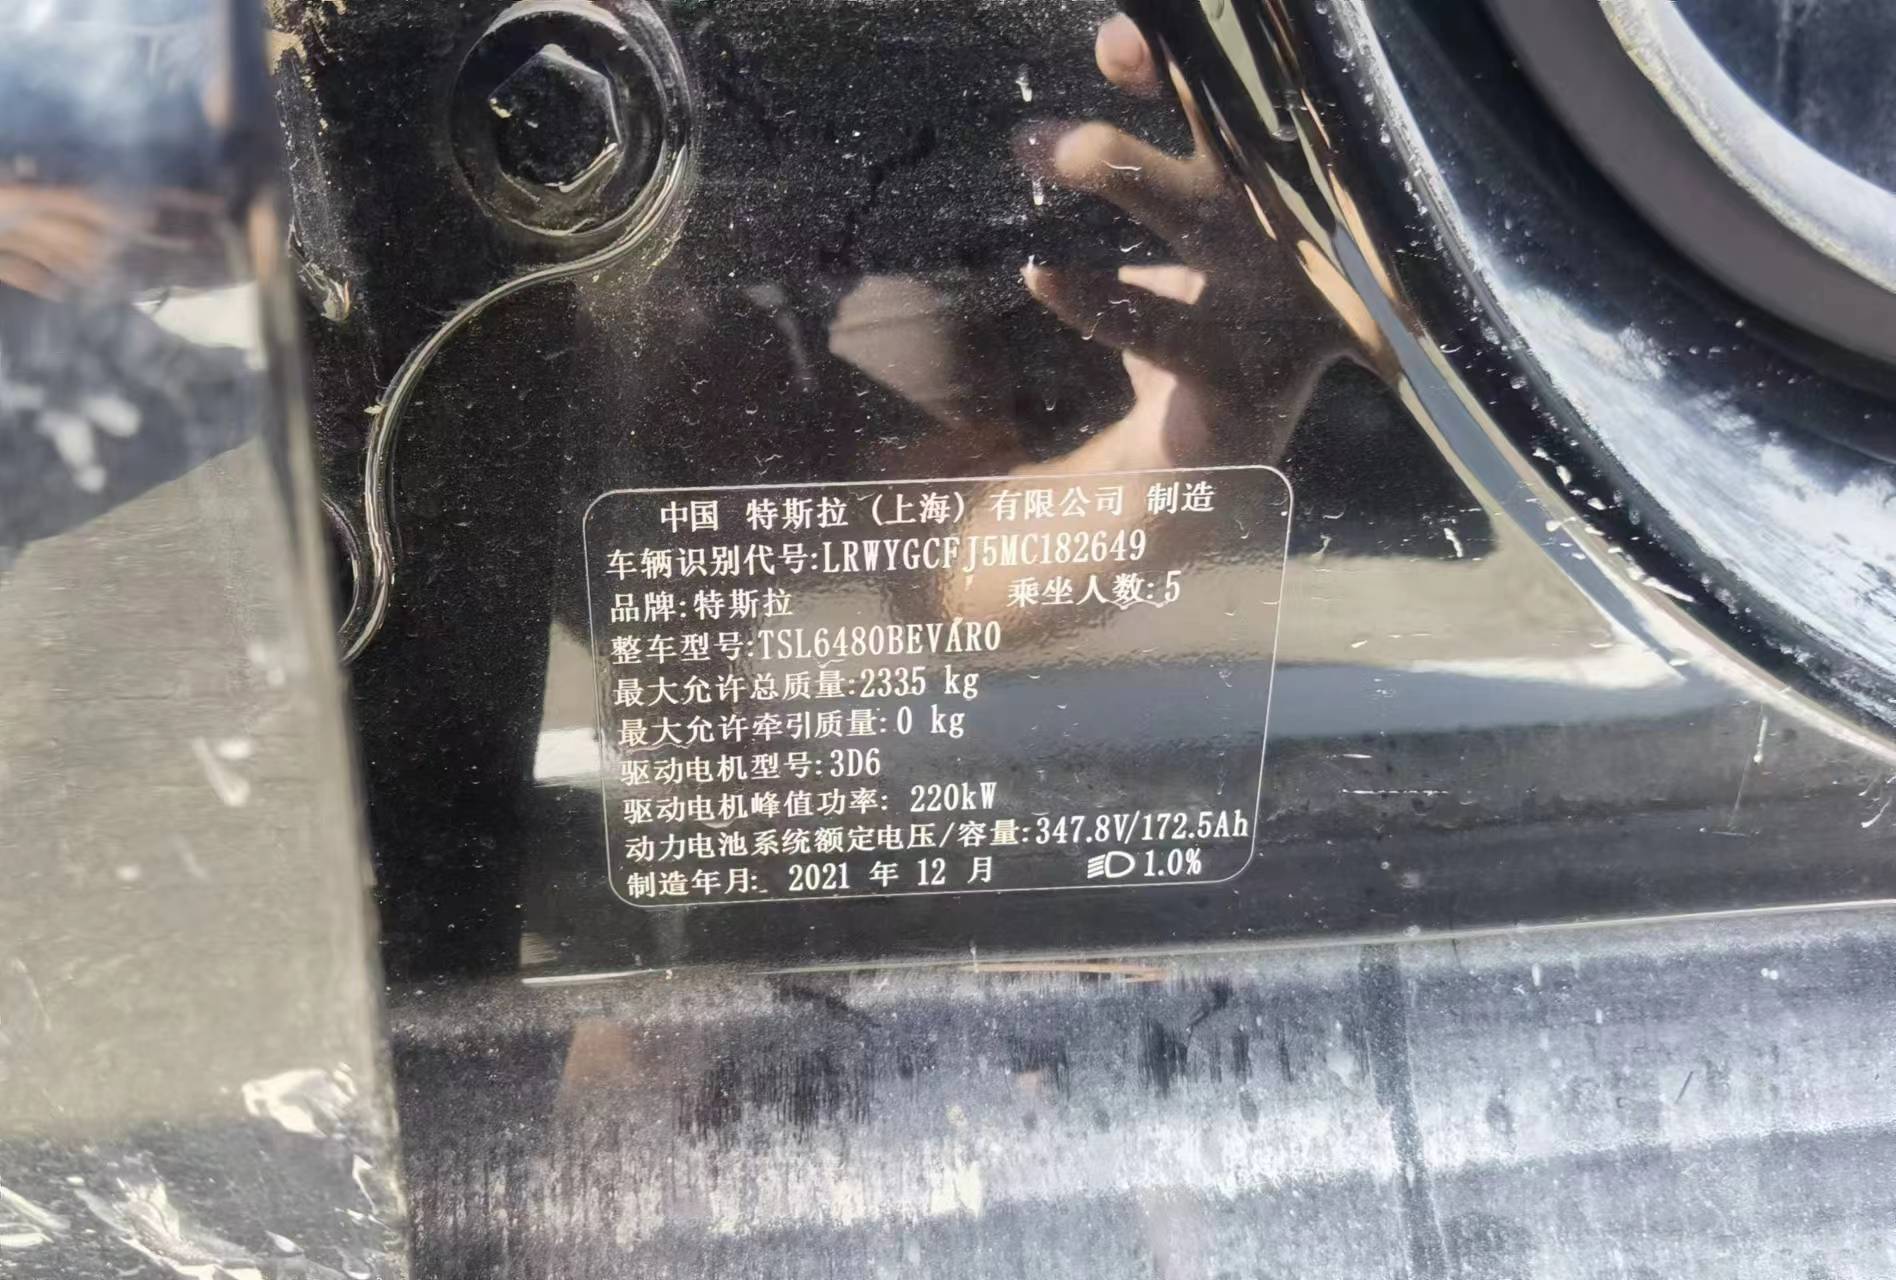 中国 特斯拉（上海）有限公司 制造
车辆识别代号:LRWYGCFJ5MC182649
品牌:特斯拉 乘坐人数:5
整车型号:TSL6480BEVAR0
最大允许总质量:2335 kg
最大允许牵引质量:0 kg
驱动电机型号:3D6
驱动电机峰值功率: 220kW
动力电池系统额定电压/容量:347.8V/172.5Ah
制造年月: 2021 年 12 月 1.0%